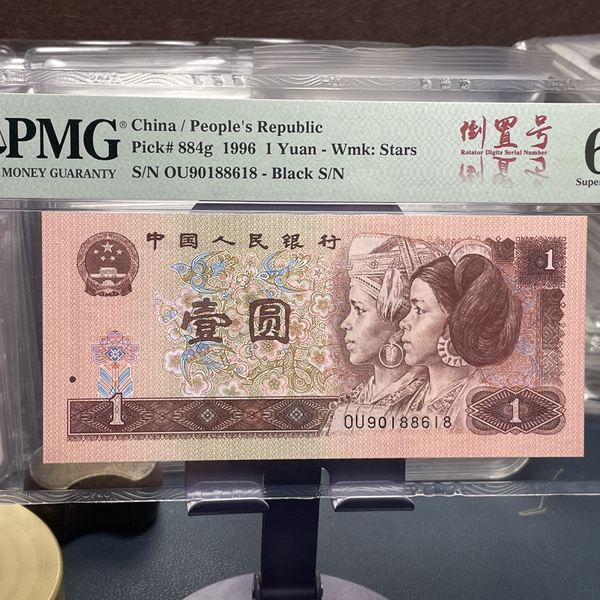 PMG®
MONEY GUARANTY
China / People's Republic
Pick# 884g 1996 1 Yuan - Wmk: Stars
S/N OU90188618 - Black S/N
倒置号
Rotator Digits Serial Number
6
Super
中国人民银行
1
壹圆
1
OU90188618
1